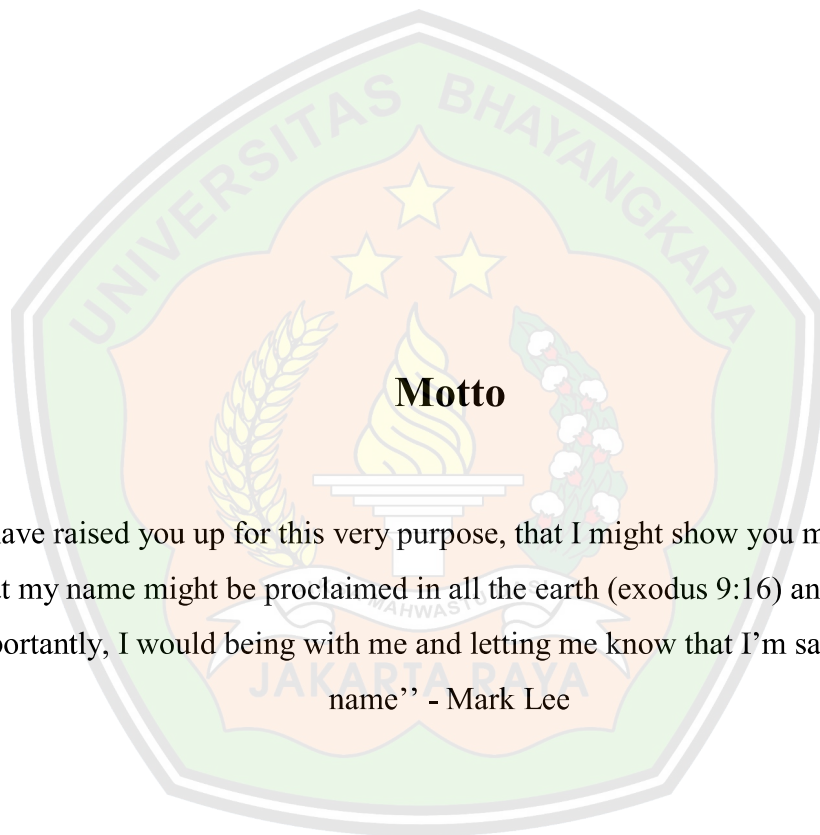 UNIVERSITAS BHAYANGKARA
Motto
have raised you up for this very purpose, that I might show you m
t my name might be proclaimed in all the earth (exodus 9:16) an
portantly, I would being with me and letting me know that I’m sa
JAKARTA RAYA
name’’ - Mark Lee